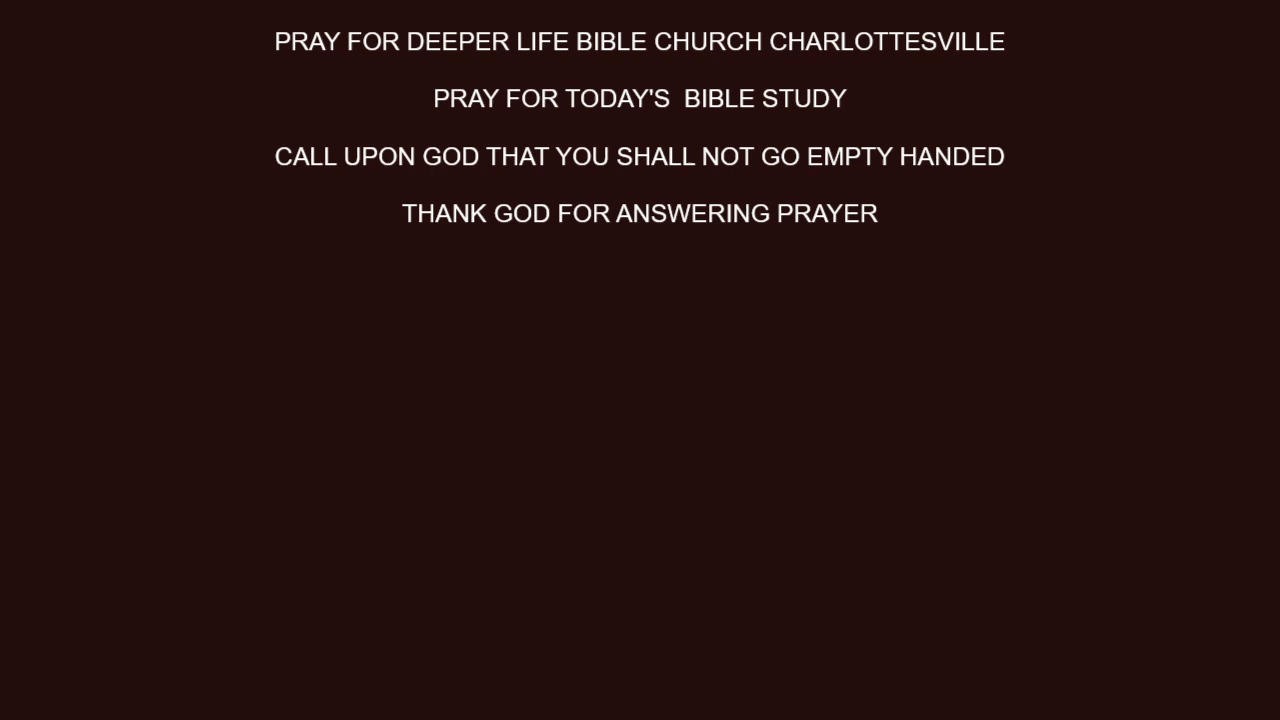 PRAY FOR DEEPER LIFE BIBLE CHURCH CHARLOTTESVILLE
PRAY FOR TODAY'S  BIBLE STUDY
CALL UPON GOD THAT YOU SHALL NOT GO EMPTY HANDED
THANK GOD FOR ANSWERING PRAYER